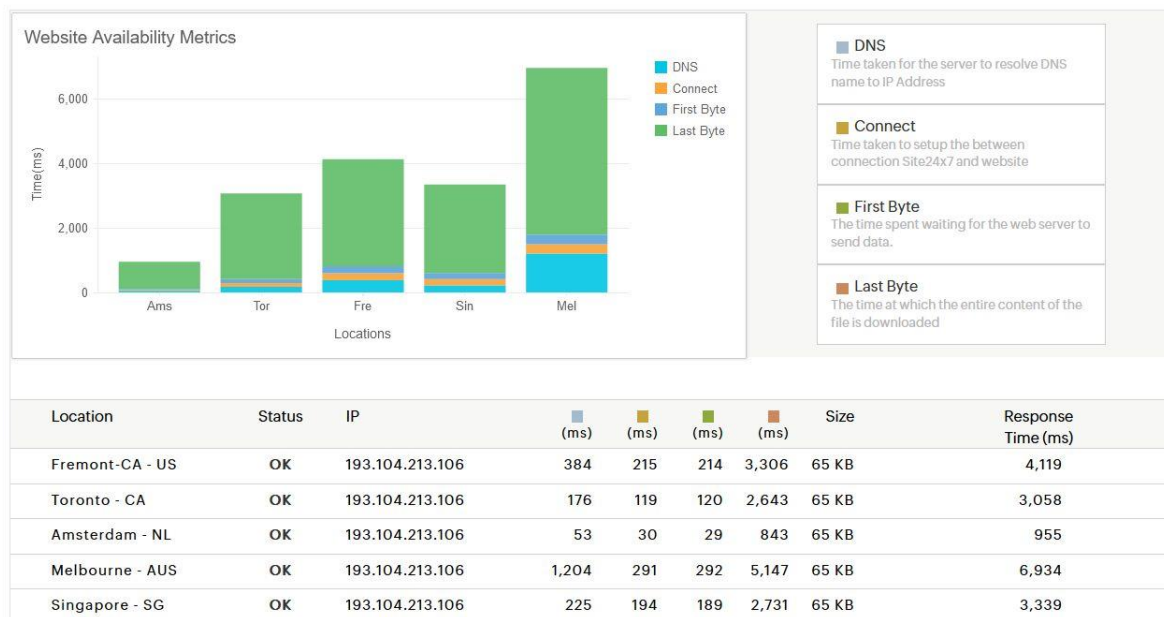 Website Availability Metrics
DNS
Connect
First Byte
Last Byte
6,000
4,000
2,000
0
Time(ms)
Ams Tor Fre Sin Mel
Locations
DNS
Time taken for the server to resolve DNS
name to IP Address
Connect
Time taken to setup the between
connection Site24x7 and website
First Byte
The time spent waiting for the web server to
send data.
Last Byte
The time at which the entire content of the
file is downloaded
Location Status IP (ms) (ms) (ms) (ms) Size Response
Time (ms)
Fremont-CA - US OK 193.104.213.106 384 215 214 3,306 65 KB 4,119
Toronto - CA OK 193.104.213.106 176 119 120 2,643 65 KB 3,058
Amsterdam - NL OK 193.104.213.106 53 30 29 843 65 KB 955
Melbourne - AUS OK 193.104.213.106 1,204 291 292 5,147 65 KB 6,934
Singapore - SG OK 193.104.213.106 225 194 189 2,731 65 KB 3,339